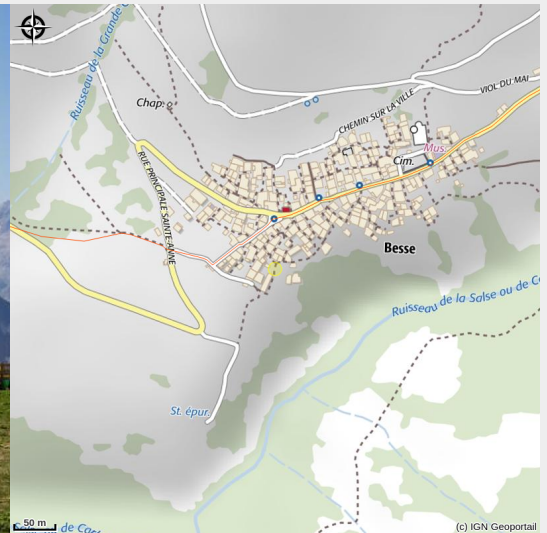 Ruisseau de la Grande
Chap.
CHEMIN SUR LA VILLE
VIOL DU MAI
Mus.
Cim.
RUE PRINCIPALE SAINTE-ANNE
Besse
Ruisseau de la Salse ou de
St. épur.
50 m
de
(c) IGN Geoportail